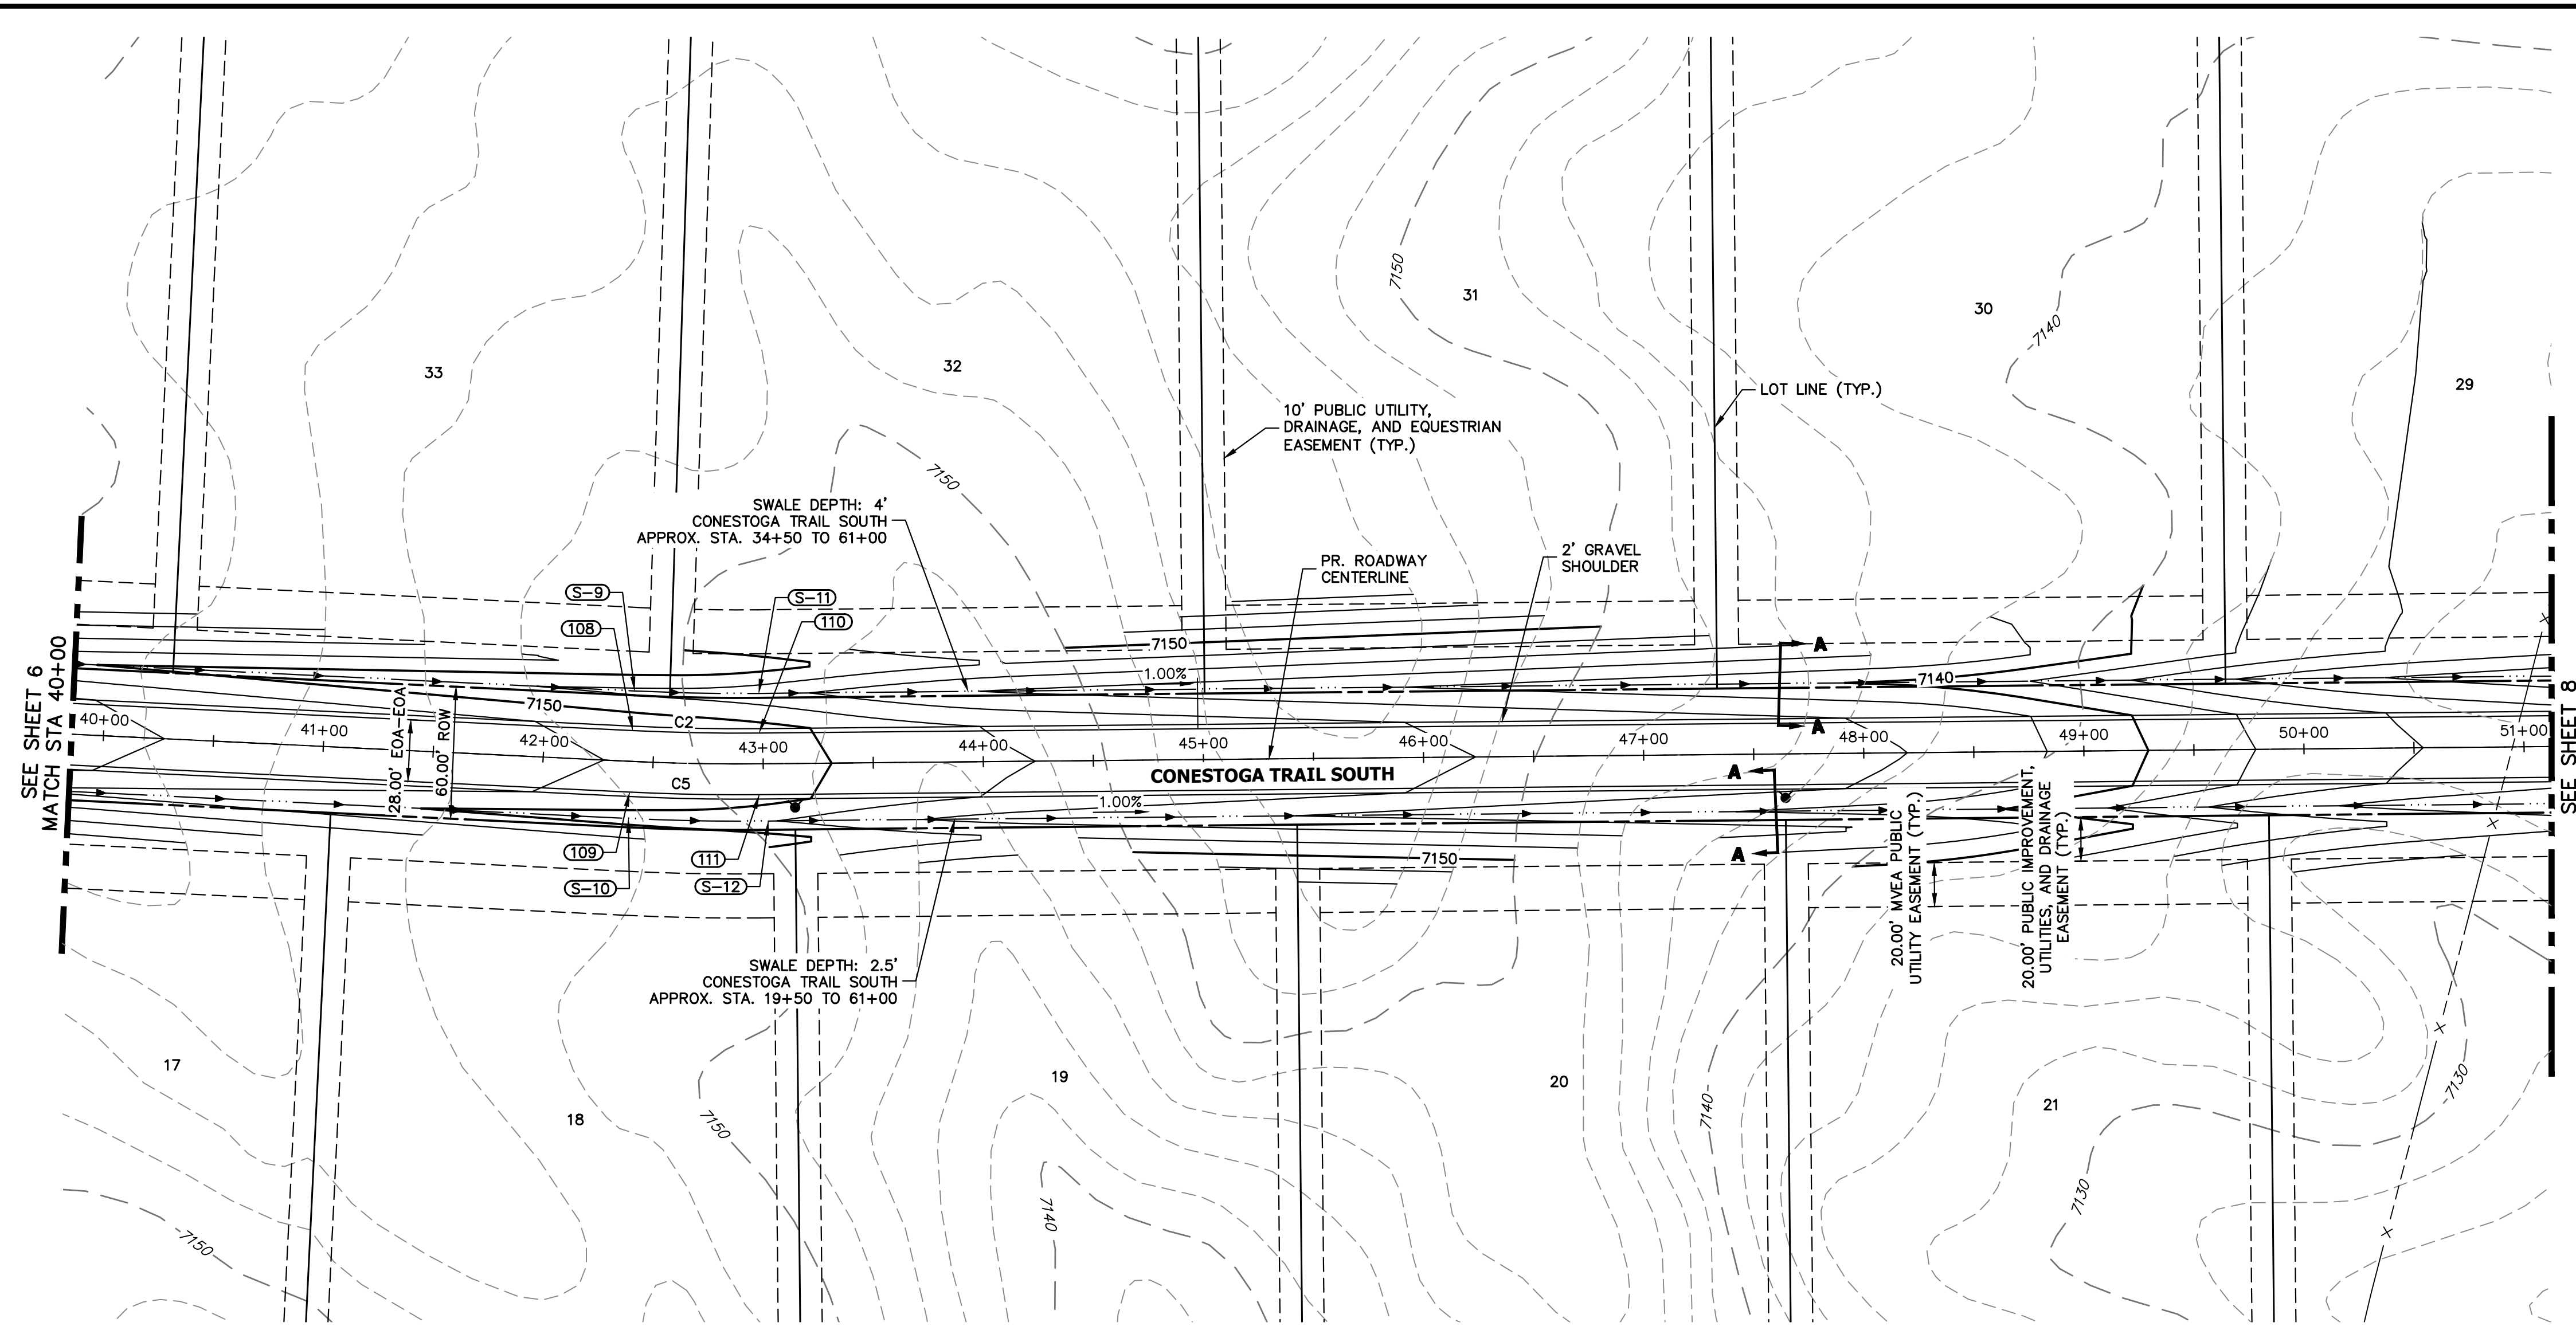 7150
31
30
7140
33
32
29
LOT LINE (TYP.)
10' PUBLIC UTILITY,
DRAINAGE, AND EQUESTRIAN
EASEMENT (TYP.)
7150
SWALE DEPTH: 4'
CONESTOGA TRAIL SOUTH
APPROX. STA. 34+50 TO 61+00
PR. ROADWAY
CENTERLINE
2' GRAVEL
SHOULDER
S-9
S-11
108
110
7150
A
1.00%
7140
SEE SHEET 6
MATCH STA 40+00
SEE SHEET 8
7150
C2
A
40+00
41+00
42+00
43+00
44+00
45+00
46+00
47+00
48+00
49+00
50+00
51+00
28.00' EOA-EOA
60.00' ROW
CONESTOGA TRAIL SOUTH
C5
A
1.00%
109
111
7150
A
S-10
S-12
20.00' MVEA PUBLIC
UTILITY EASEMENT (TYP.)
20.00' PUBLIC IMPROVEMENT,
UTILITIES, AND DRAINAGE
EASEMENT (TYP.)
SWALE DEPTH: 2.5'
CONESTOGA TRAIL SOUTH
APPROX. STA. 19+50 TO 61+00
17
18
19
20
21
7150
7140
7130
7130
7140
7150